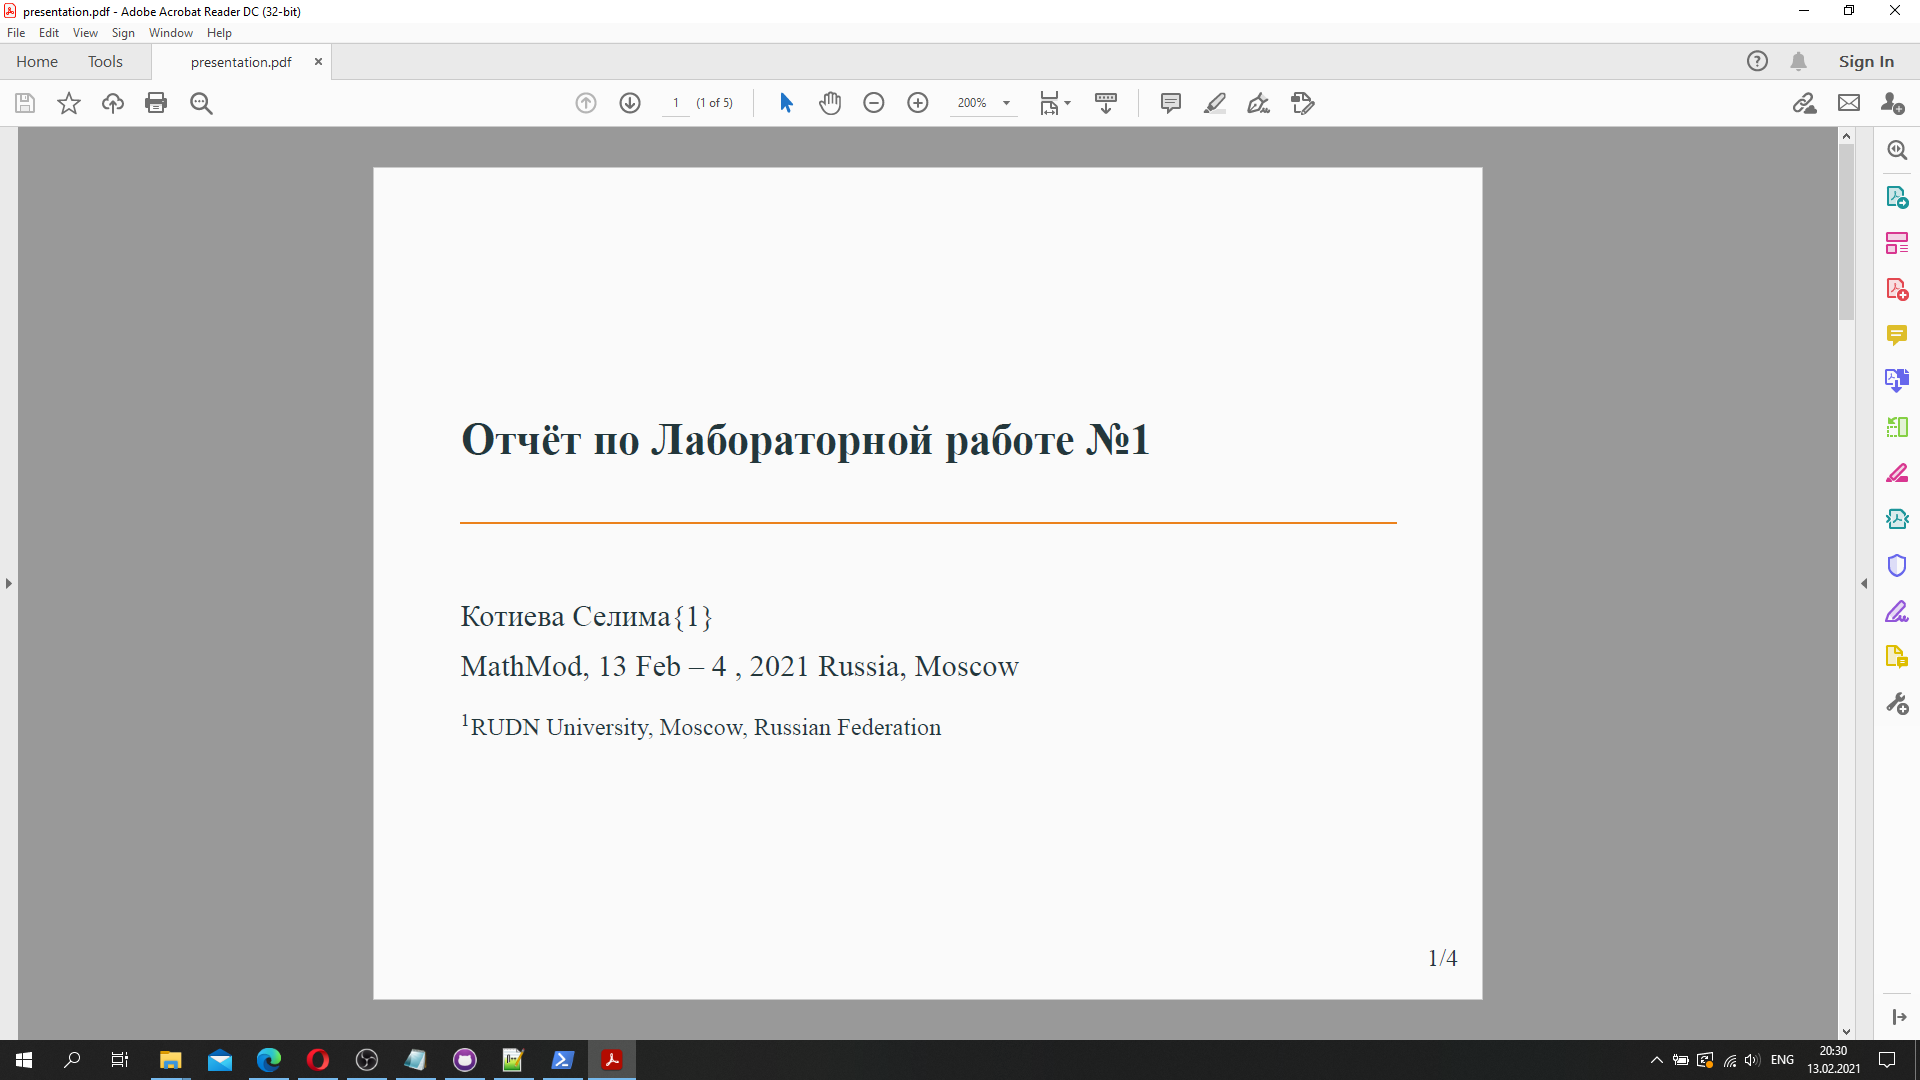 presentation.pdf - Adobe Acrobat Reader DC (32-bit)
File Edit View Sign Window Help
Home Tools presentation.pdf Sign In
1 (1 of 5) 200%
Отчёт по Лабораторной работе №1
Котиева Селима{1}
MathMod, 13 Feb – 4 , 2021 Russia, Moscow
1RUDN University, Moscow, Russian Federation
1/4
ENG
20:30
13.02.2021